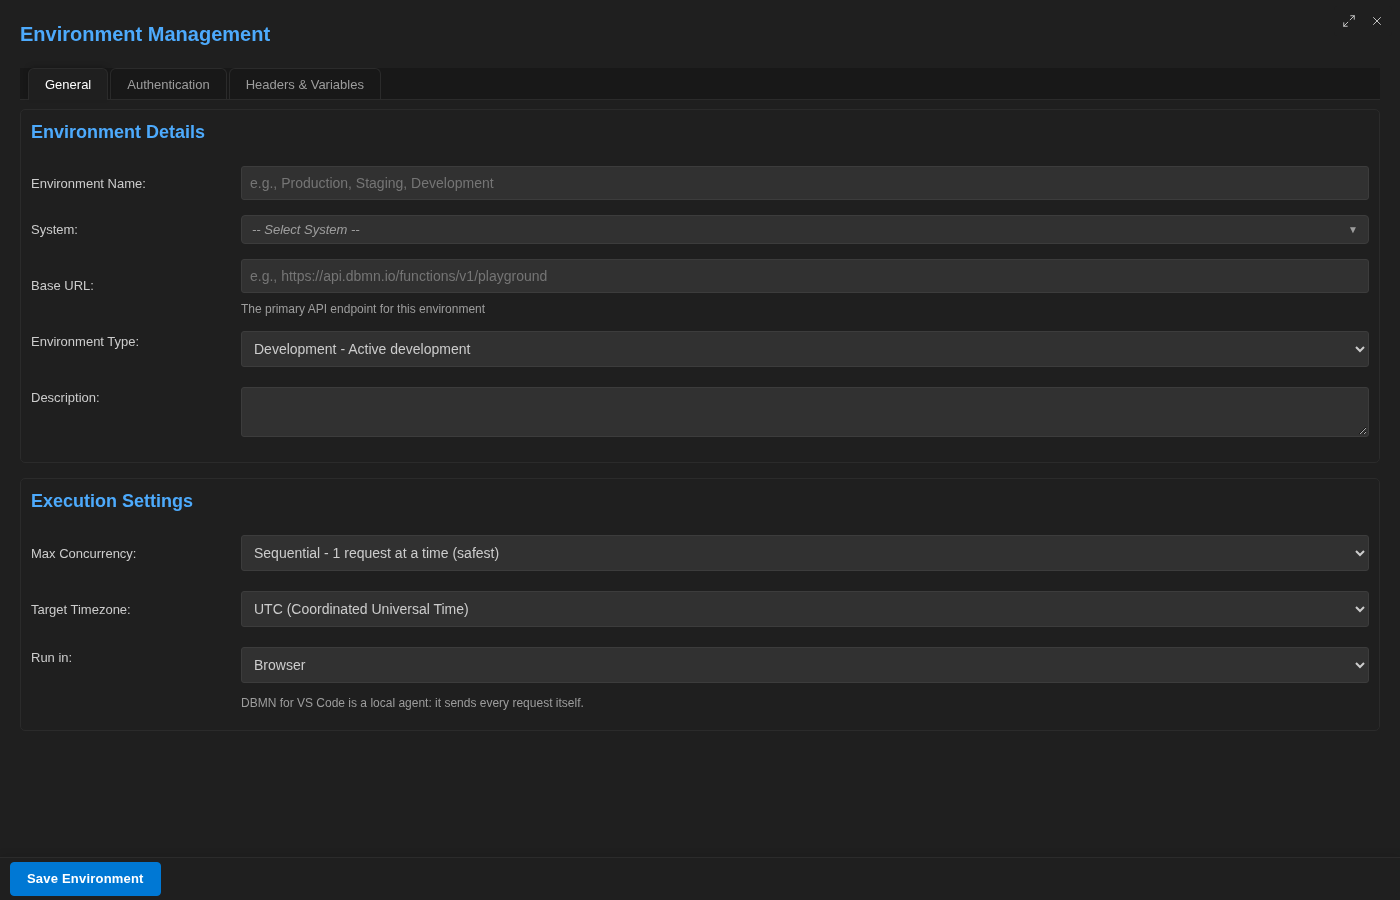 Environment Management
General
Authentication
Headers & Variables
Environment Details
Environment Name:
e.g., Production, Staging, Development
System:
-- Select System --
Base URL:
e.g., https://api.dbmn.io/functions/v1/playground
The primary API endpoint for this environment
Environment Type:
Development - Active development
Description:
Execution Settings
Max Concurrency:
Sequential - 1 request at a time (safest)
Target Timezone:
UTC (Coordinated Universal Time)
Run in:
Browser
DBMN for VS Code is a local agent: it sends every request itself.
Save Environment